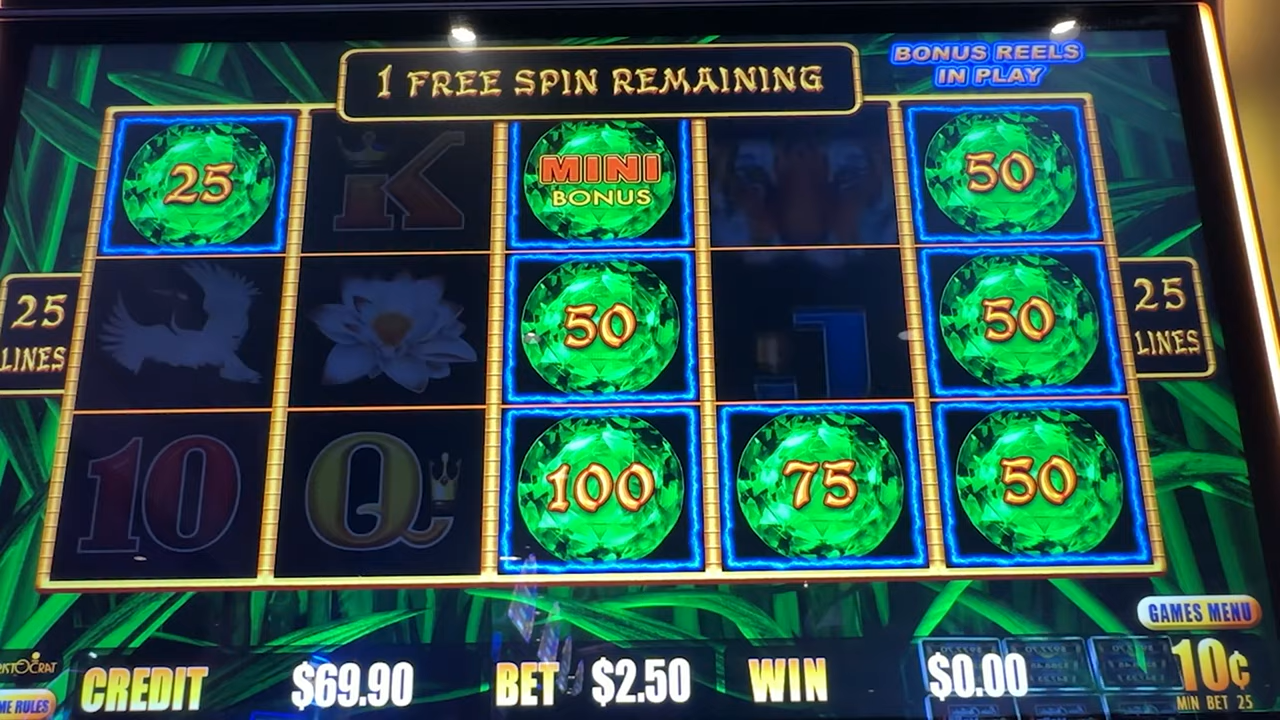 1 FREE SPIN REMAINING
BONUS REELS
IN PLAY
25
K
MINI
BONUS
50
25
LINES
50
J
50
25
LINES
10
Q
100
75
50
GAMES MENU
CREDIT $69.90 BET $2.50 WIN $0.00 10¢
MIN BET 25